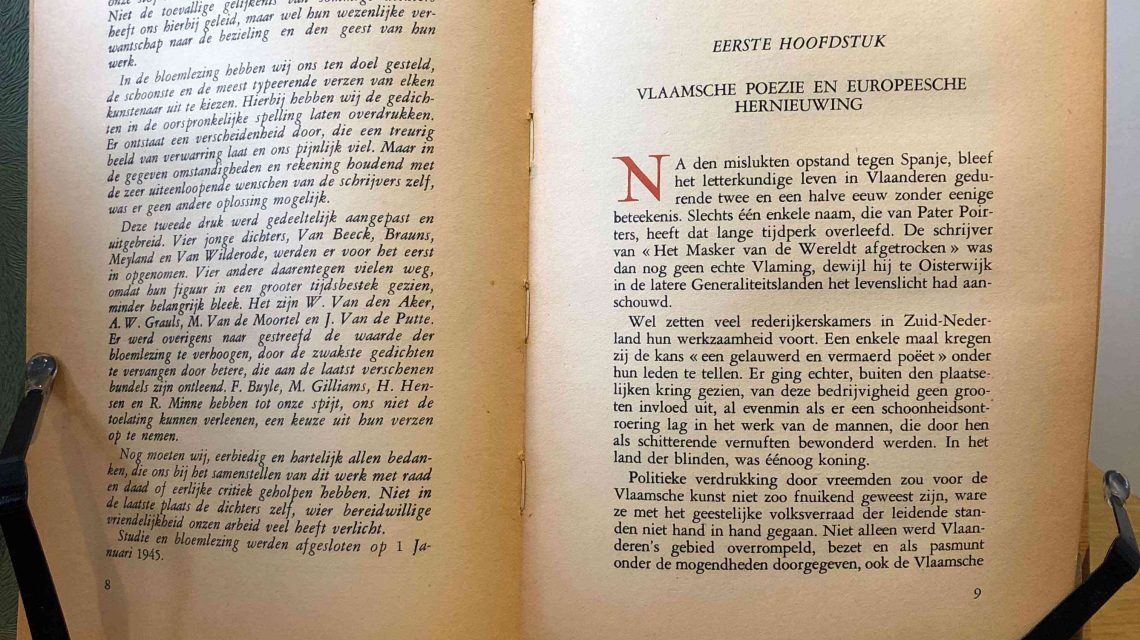 Niet de toevallige gelijkenis van sommige dichters
heeft ons hierbij geleid, maar wel hun wezenlijke ver-
wantschap naar de bezieling en den geest van hun
werk.
In de bloemlezing hebben wij ons ten doel gesteld,
de schoonste en de meest typeerende verzen van elken
kunstenaar uit te kiezen. Hierbij hebben wij de gedich-
ten in de oorspronkelijke spelling laten overdrukken.
Er ontstaat een verscheidenheid door, die een treurig
beeld van verwarring laat en ons pijnlijk viel. Maar in
de gegeven omstandigheden en rekening houdend met
de zeer uiteenloopende wenschen van de schrijvers zelf,
was er geen andere oplossing mogelijk.
Deze tweede druk werd gedeeltelijk aangepast en
uitgebreid. Vier jonge dichters, Van Beeck, Brauns,
Meyland en Van Wilderode, werden er voor het eerst
in opgenomen. Vier andere daarentegen vielen weg,
omdat hun figuur in een grooter tijdsbestek gezien,
minder belangrijk bleek. Het zijn W. Van den Aker,
A. W. Grauls, M. Van de Moortel en J. Van de Putte.
Er werd overigens naar gestreefd de waarde der
bloemlezing te verhoogen, door de zwakste gedichten
te vervangen door betere, die aan de laatst verschenen
bundels zijn ontleend. F. Buyle, M. Gilliams, H. Hen-
sen en R. Minne hebben tot onze spijt, ons niet de
toelating kunnen verleenen, een keuze uit hun verzen
op te nemen.
Nog moeten wij, eerbiedig en hartelijk allen bedan-
ken, die ons bij het samenstellen van dit werk met raad
en daad of eerlijke critiek geholpen hebben. Niet in
de laatste plaats de dichters zelf, wier bereidwillige
vriendelijkheid onzen arbeid veel heeft verlicht.
Studie en bloemlezing werden afgesloten op 1 Ja-
nuari 1945.
8
EERSTE HOOFDSTUK
VLAAMSCHE POEZIE EN EUROPEESCHE
HERNIEUWING
NA den mislukten opstand tegen Spanje, bleef
het letterkundige leven in Vlaanderen gedu-
rende twee en een halve eeuw zonder eenige
beteekenis. Slechts één enkele naam, die van Pater Poir-
ters, heeft dat lange tijdperk overleefd. De schrijver
van « Het Masker van de Wereldt afgetrocken » was
dan nog geen echte Vlaming, dewijl hij te Oisterwijk
in de latere Generaliteitslanden het levenslicht had aan-
schouwd.
Wel zetten veel rederijkerskamers in Zuid-Neder-
land hun werkzaamheid voort. Een enkele maal kregen
zij de kans « een gelauwerd en vermaerd poëet » onder
hun leden te tellen. Er ging echter, buiten den plaatse-
lijken kring gezien, van deze bedrijvigheid geen groo-
ten invloed uit, al evenmin als er een schoonheidsont-
roering lag in het werk van de mannen, die door hen
als schitterende vernuften bewonderd werden. In het
land der blinden, was éénoog koning.
Politieke verdrukking door vreemden zou voor de
Vlaamsche kunst niet zoo fnuikend geweest zijn, ware
ze met het geestelijke volksverraad der leidende stan-
den niet hand in hand gegaan. Niet alleen werd Vlaan-
deren's gebied overrompeld, bezet en als pasmunt
onder de mogendheden doorgegeven, ook de Vlaamsche
9